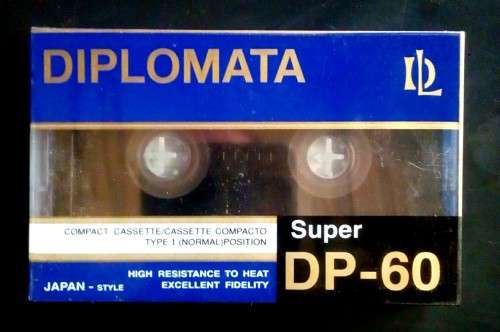 DIPLOMATA
DL
COMPACT CASSETTE/CASSETTE COMPACTO
TYPE I (NORMAL) POSITION
Super
DP-60
HIGH RESISTANCE TO HEAT
EXCELLENT FIDELITY
JAPAN - STYLE